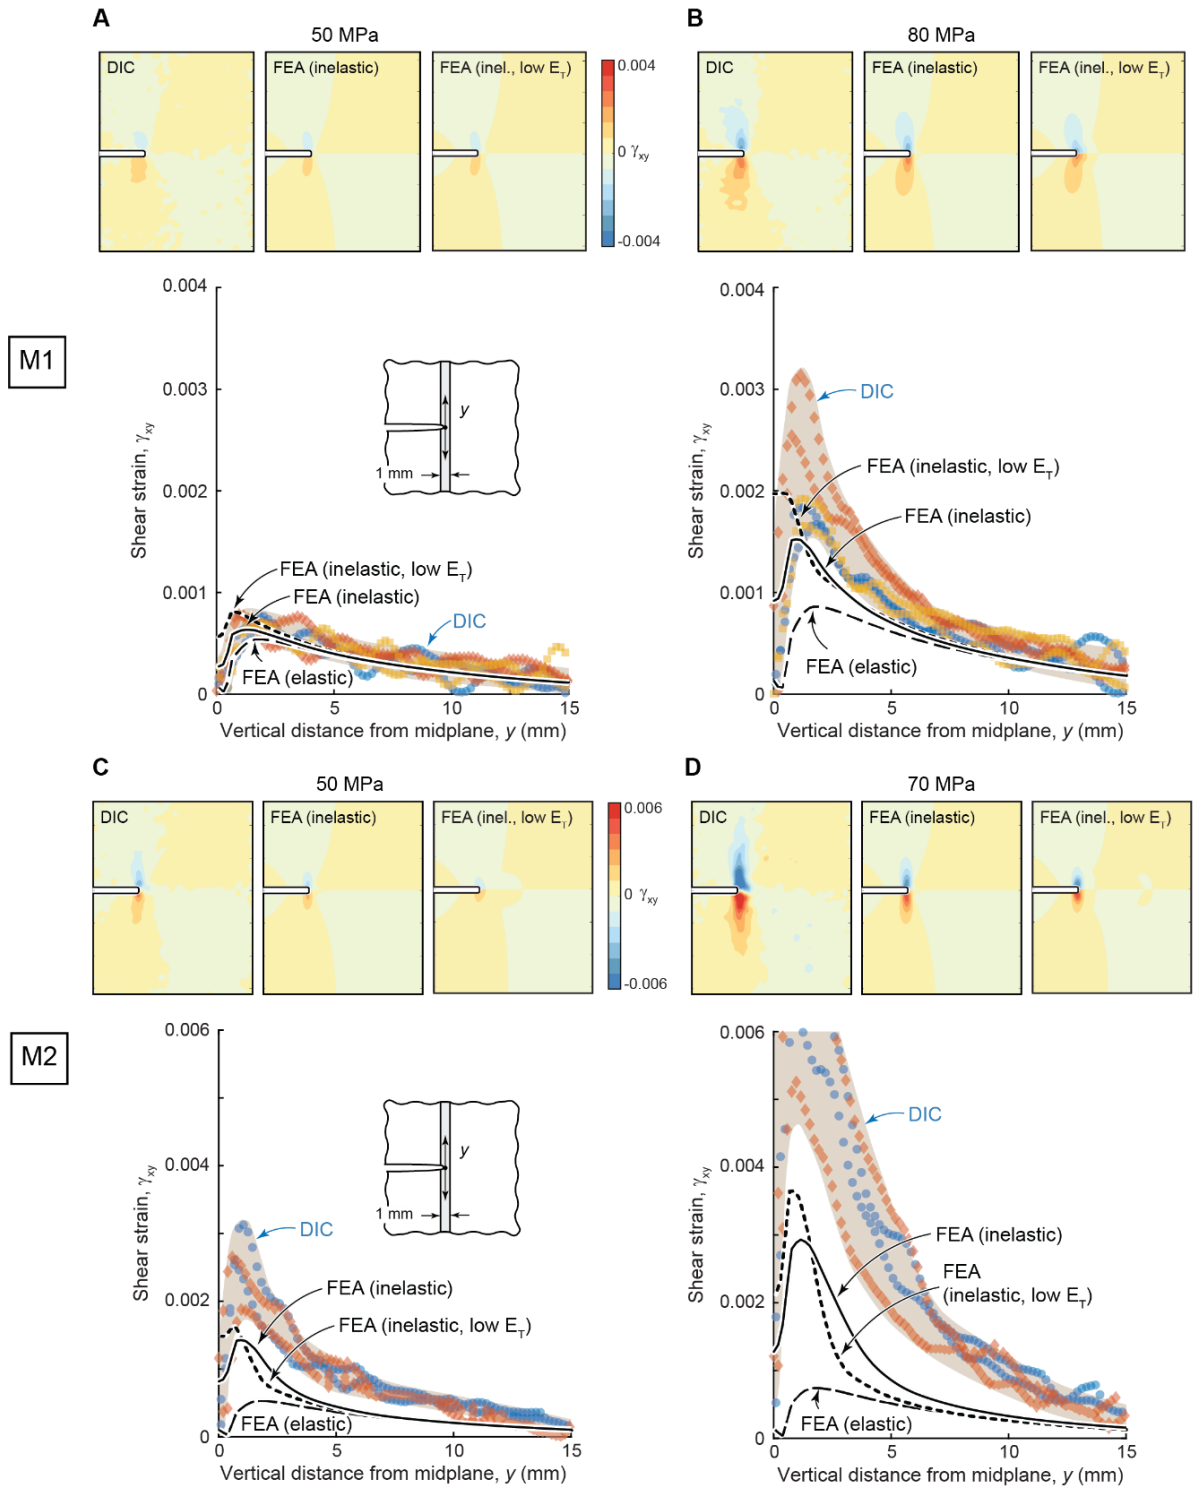 A
50 MPa
B
80 MPa
DIC
FEA (inelastic)
FEA (inel., low E_T)
0.004
0 γ_xy
-0.004
DIC
FEA (inelastic)
FEA (inel., low E_T)
M1
0.004
0.003
0.002
0.001
0
Shear strain, γ_xy
y
1 mm
FEA (inelastic, low E_T)
FEA (inelastic)
DIC
FEA (elastic)
0
5
10
15
Vertical distance from midplane, y (mm)
0.004
0.003
0.002
0.001
0
Shear strain, γ_xy
DIC
FEA (inelastic, low E_T)
FEA (inelastic)
FEA (elastic)
0
5
10
15
Vertical distance from midplane, y (mm)
C
50 MPa
D
70 MPa
DIC
FEA (inelastic)
FEA (inel., low E_T)
0.006
0 γ_xy
-0.006
DIC
FEA (inelastic)
FEA (inel., low E_T)
M2
0.006
0.004
0.002
0
Shear strain, γ_xy
y
1 mm
DIC
FEA (inelastic)
FEA (inelastic, low E_T)
FEA (elastic)
0
5
10
15
Vertical distance from midplane, y (mm)
0.006
0.004
0.002
0
Shear strain, γ_xy
DIC
FEA (inelastic)
FEA
(inelastic, low E_T)
FEA (elastic)
0
5
10
15
Vertical distance from midplane, y (mm)